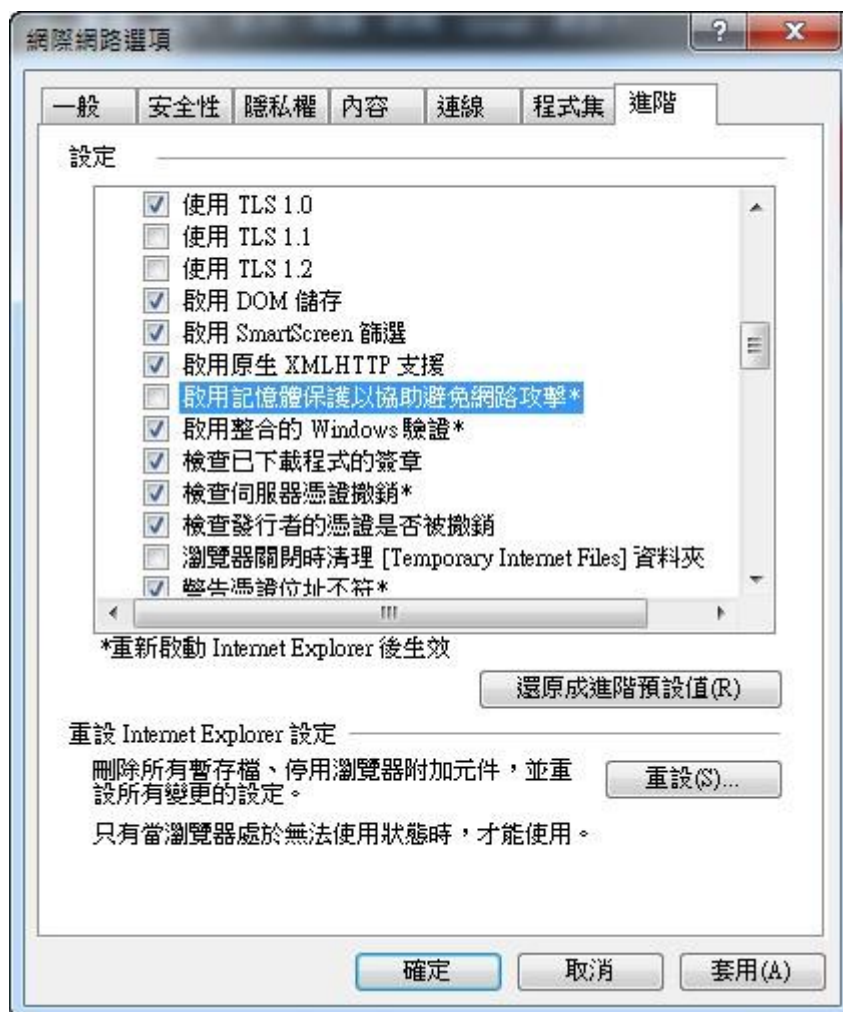 網際網路選項
一般 安全性 隱私權 內容 連線 程式集 進階
設定
使用 TLS 1.0
使用 TLS 1.1
使用 TLS 1.2
啟用 DOM 儲存
啟用 SmartScreen 篩選
啟用原生 XMLHTTP 支援
啟用記憶體保護以協助避免網路攻擊*
啟用整合的 Windows 驗證*
檢查已下載程式的簽章
檢查伺服器憑證撤銷*
檢查發行者的憑證是否被撤銷
瀏覽器關閉時清理 [Temporary Internet Files] 資料夾
警告憑證位址不符*
*重新啟動 Internet Explorer 後生效
還原成進階預設值(R)
重設 Internet Explorer 設定
刪除所有暫存檔、停用瀏覽器附加元件，並重
設所有變更的設定。
重設(S)...
只有當瀏覽器處於無法使用狀態時，才能使用。
確定 取消 套用(A)